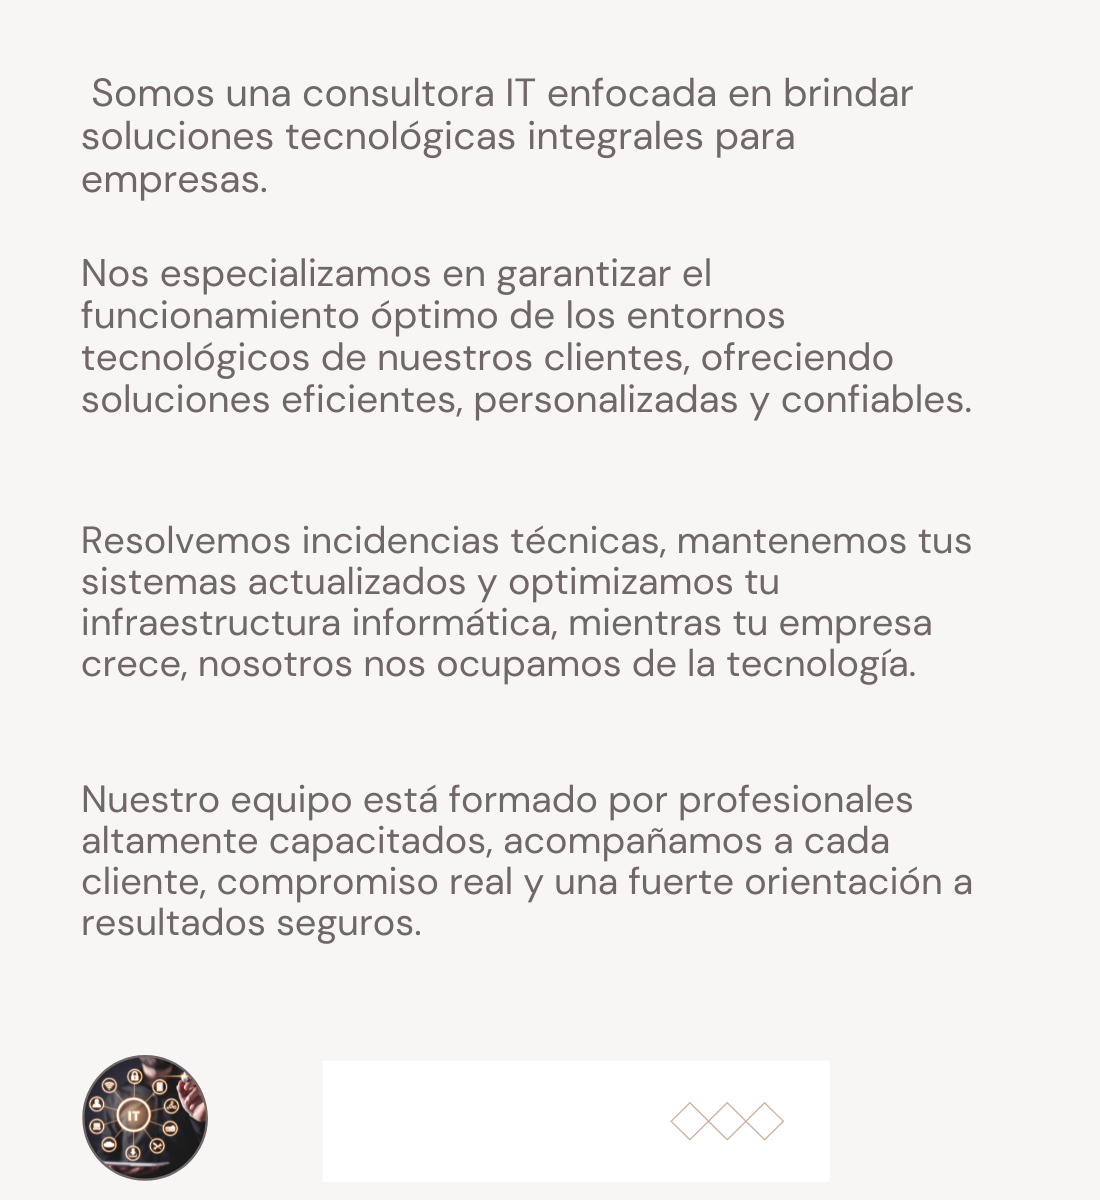 Somos una consultora IT enfocada en brindar
soluciones tecnológicas integrales para
empresas.
Nos especializamos en garantizar el
funcionamiento óptimo de los entornos
tecnológicos de nuestros clientes, ofreciendo
soluciones eficientes, personalizadas y confiables.
Resolvemos incidencias técnicas, mantenemos tus
sistemas actualizados y optimizamos tu
infraestructura informática, mientras tu empresa
crece, nosotros nos ocupamos de la tecnología.
Nuestro equipo está formado por profesionales
altamente capacitados, acompañamos a cada
cliente, compromiso real y una fuerte orientación a
resultados seguros.
IT